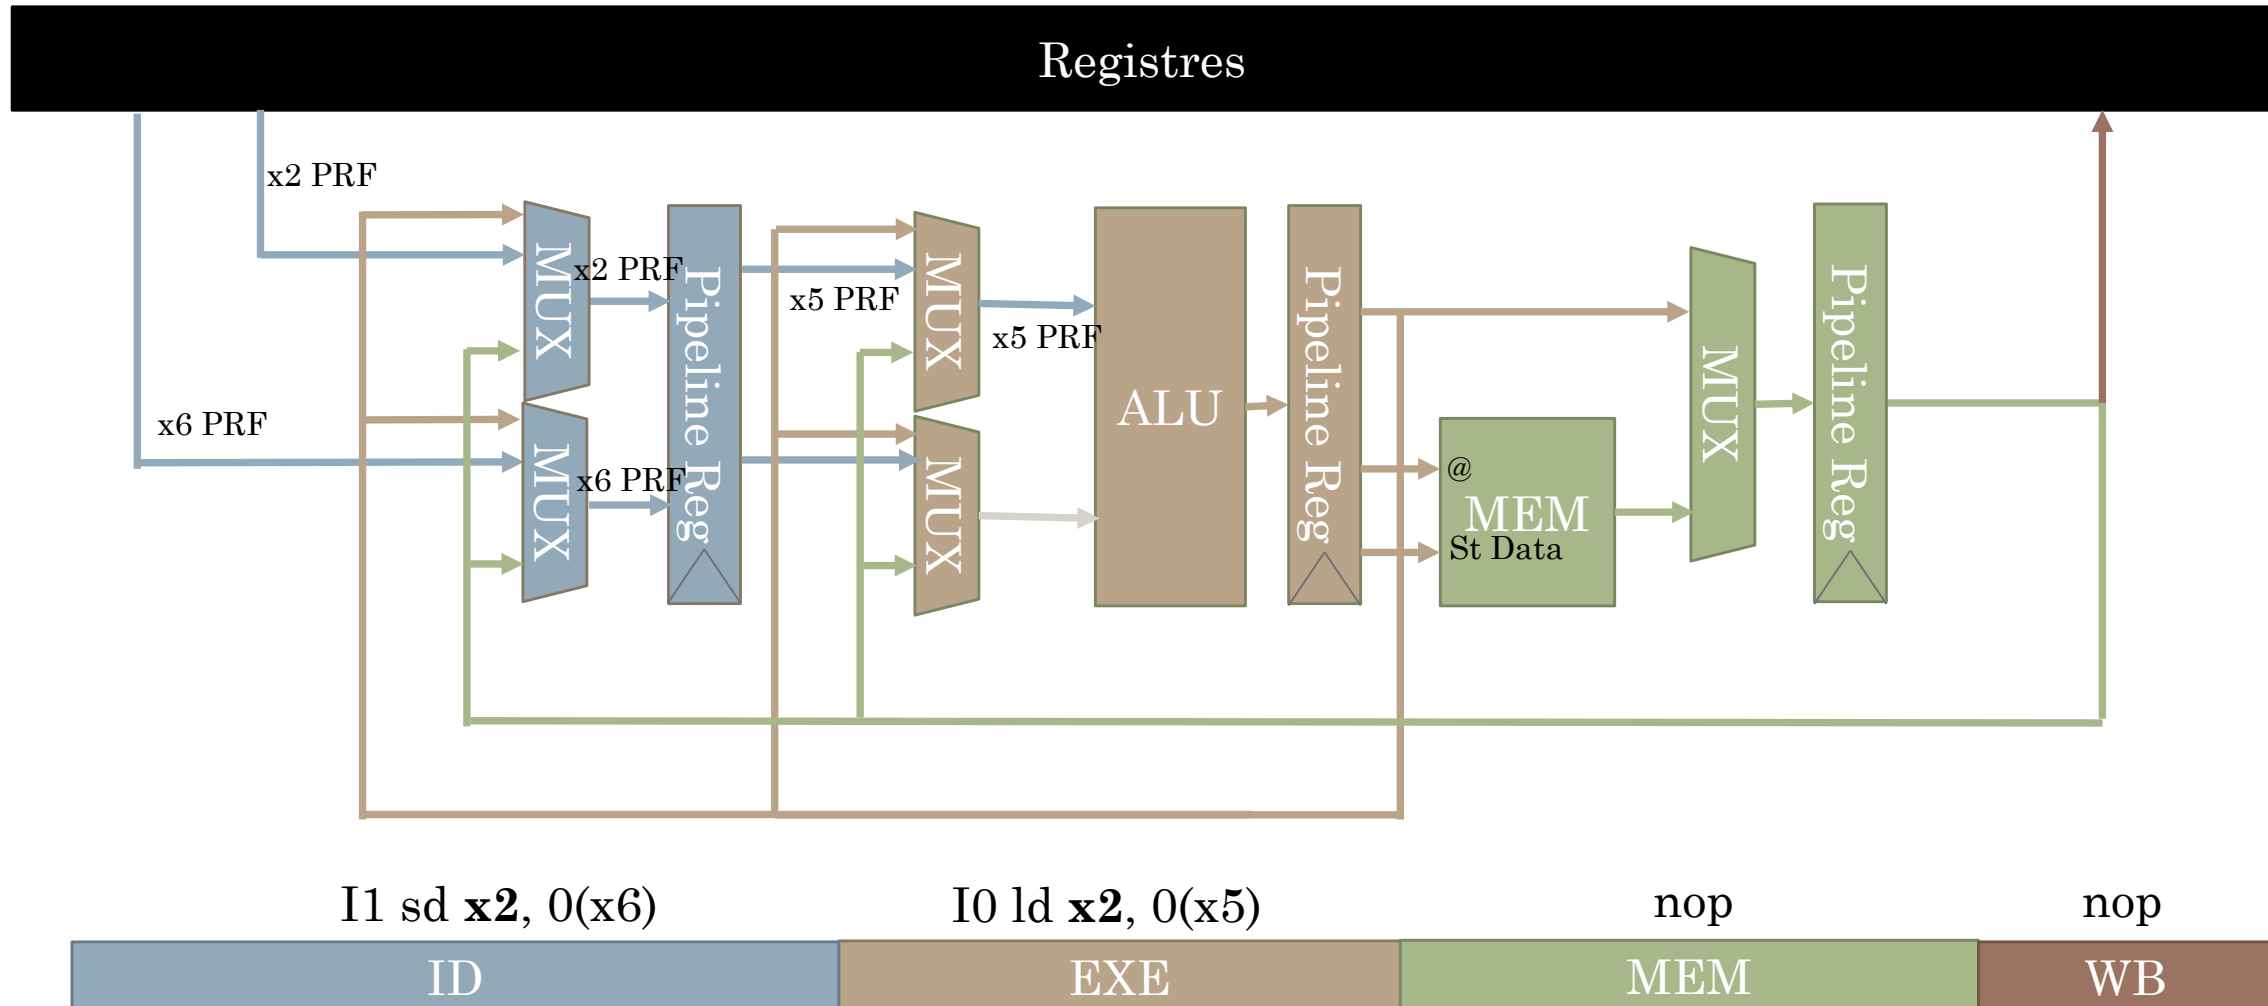 Registres
x2 PRF
x6 PRF
MUX
MUX
x2 PRF
x6 PRF
Pipeline Reg
x5 PRF
MUX
MUX
x5 PRF
ALU
Pipeline Reg
@
MEM
St Data
MUX
Pipeline Reg
I1 sd x2, 0(x6)
I0 ld x2, 0(x5)
nop
nop
ID
EXE
MEM
WB